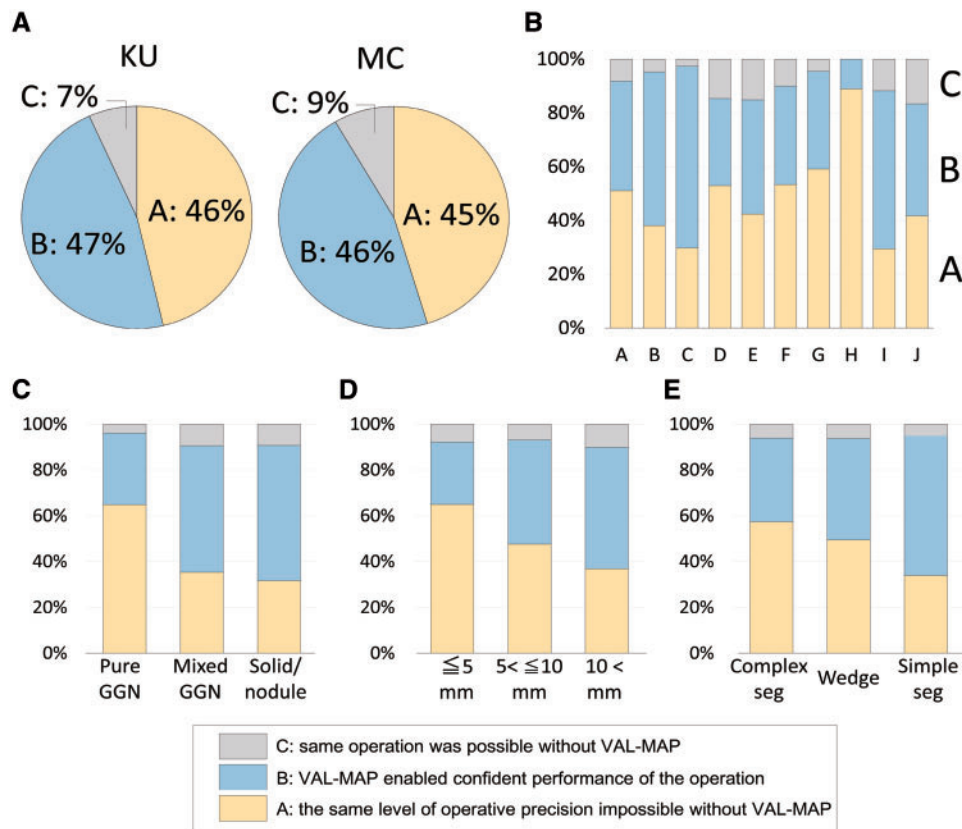 A
KU
C: 7%
A: 46%
B: 47%
MC
C: 9%
A: 45%
B: 46%
B
100%
80%
60%
40%
20%
0%
A B C D E F G H I J
C
B
A
C
100%
80%
60%
40%
20%
0%
Pure Mixed Solid/
GGN GGN nodule
D
100%
80%
60%
40%
20%
0%
≦5 5< ≦10 10 <
mm mm mm
E
100%
80%
60%
40%
20%
0%
Complex Wedge Simple
seg seg
C: same operation was possible without VAL-MAP
B: VAL-MAP enabled confident performance of the operation
A: the same level of operative precision impossible without VAL-MAP